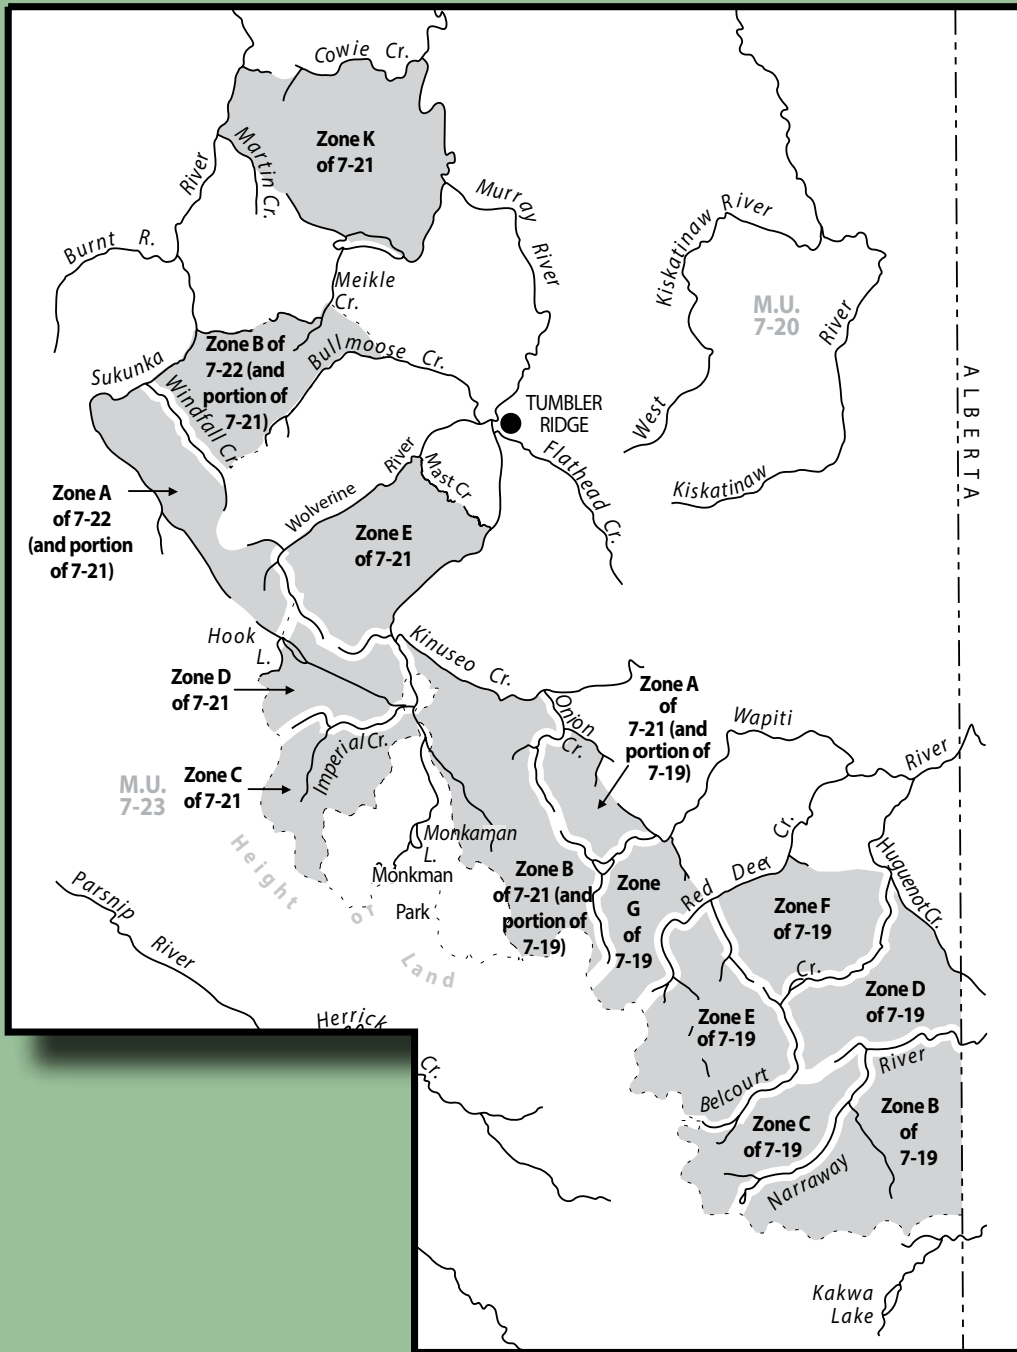 Cowie Cr.
Zone K
of 7-21
Martin Cr.
River
Burnt R.
Murray River
Kiskatinaw River
M.U.
7-20
River
Meikle
Cr.
Zone B of
7-22 (and
portion of
7-21)
Bullmoose Cr.
Sukunka
Windfall Cr.
TUMBLER
RIDGE
West
Kiskatinaw
ALBERTA
Flathead Cr.
Wolverine River
Mast Cr
Zone A
of 7-22
(and portion
of 7-21)
Zone E
of 7-21
Hook
L.
Kinuseo Cr.
Zone D
of 7-21
Onion
Cr.
Zone A
of
7-21 (and
portion of
7-19)
Wapiti
River
Imperial Cr.
M.U.
7-23
Zone C
of 7-21
Height of Land
Monkaman
L.
Monkman
Park
Zone B
of 7-21 (and
portion of
7-19)
Zone
G
of
7-19
Red Deer Cr.
Huguenot Cr.
Zone F
of 7-19
Cr.
Parsnip
River
Herrick
Cr.
Zone D
of 7-19
Zone E
of 7-19
River
Belcourt
Zone C
of 7-19
Zone B
of
7-19
Narraway
Kakwa
Lake